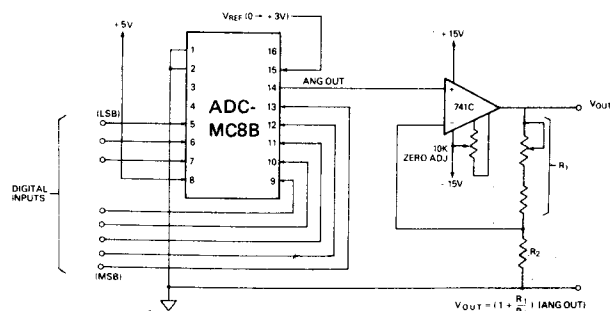 VREF (0 → +3V)
+5V
+15V
1
2
3
4
5
6
7
8
16
15
14
13
12
11
10
9
ADC-
MC8B
ANG OUT
(LSB)
DIGITAL
INPUTS
(MSB)
+
741C
−
10K
ZERO ADJ
-15V
VOUT
R1
R2
VOUT = (1 + R1/R2) (ANG OUT)